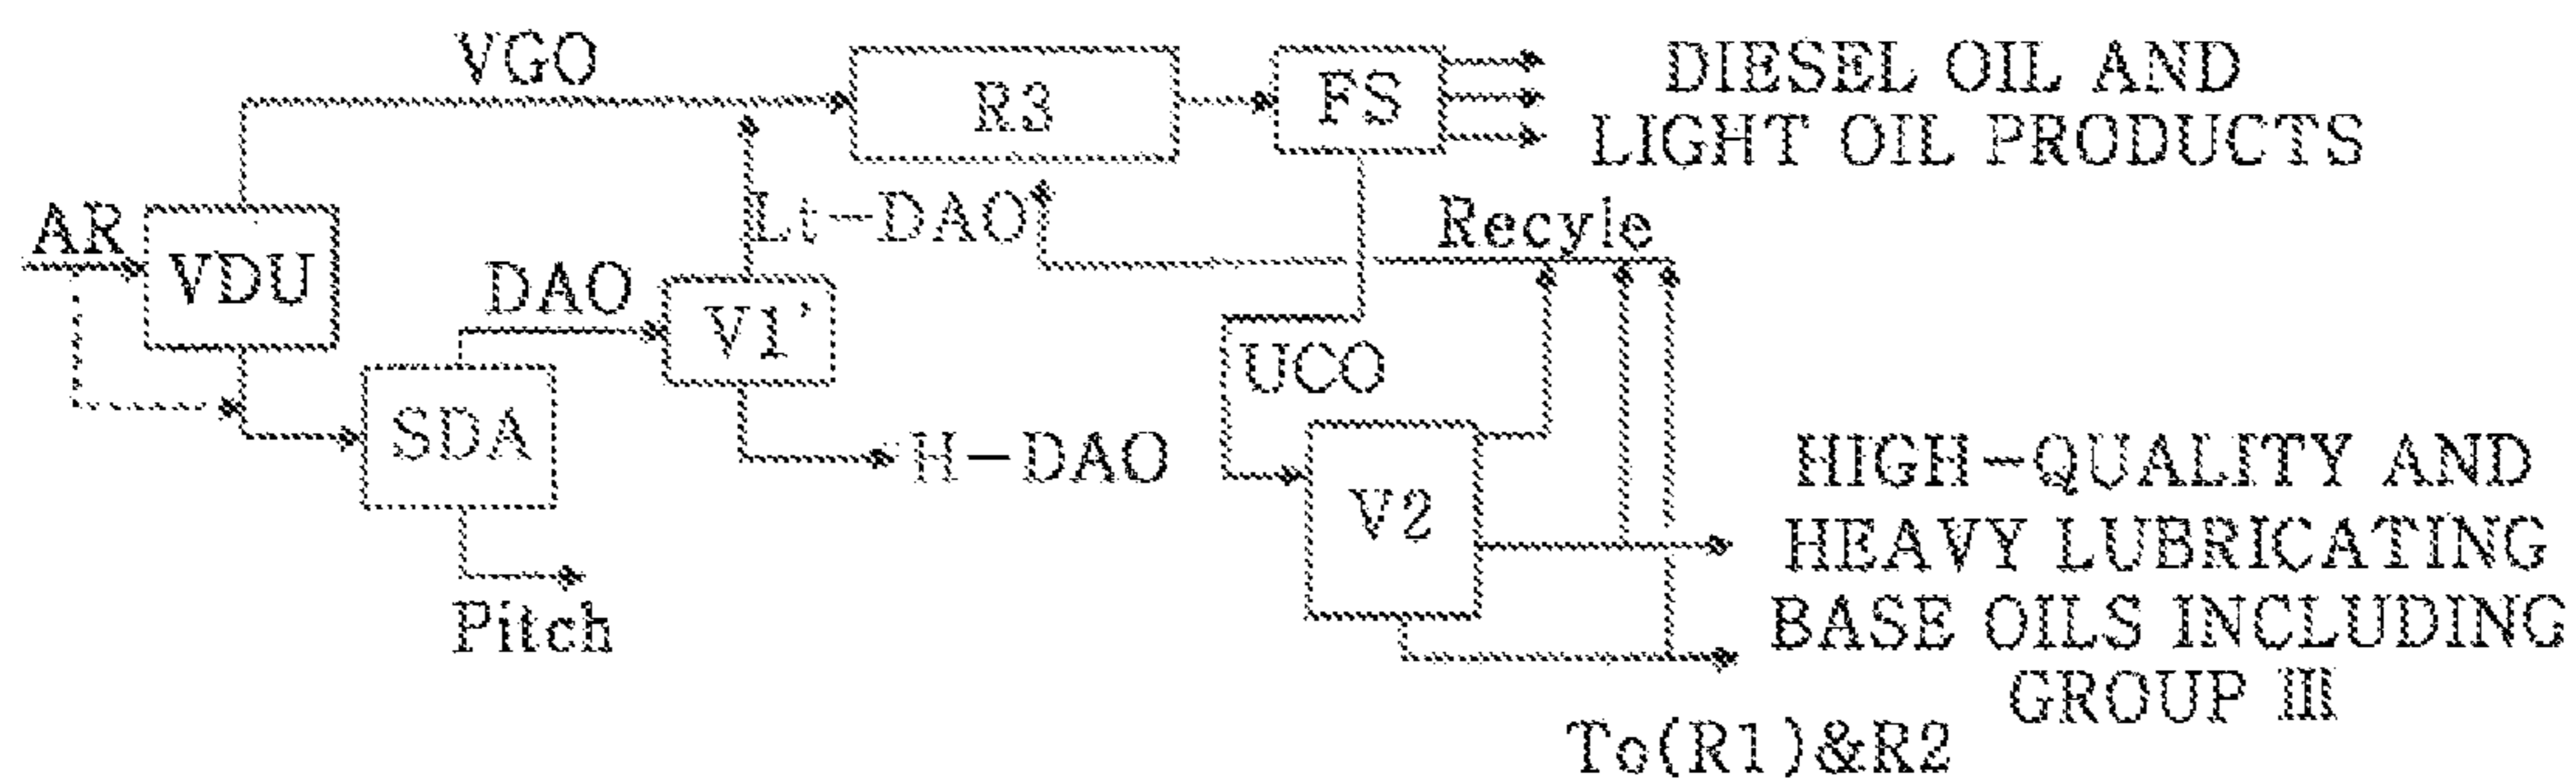 VGO
R3
FS
DIESEL OIL AND
LIGHT OIL PRODUCTS
AR
VDU
Lt-DAO
Recyle
DAO
V1'
UCO
SDA
H-DAO
V2
HIGH-QUALITY AND
HEAVY LUBRICATING
BASE OILS INCLUDING
GROUP III
Pitch
To(R1)&R2